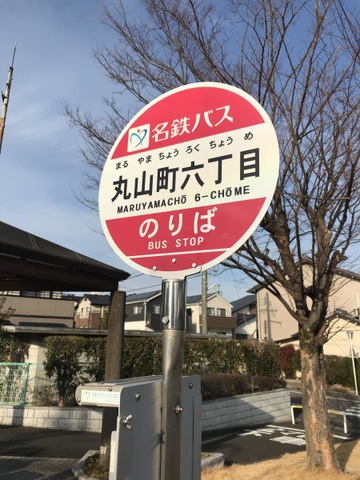 名鉄バス
まる やま ちょう ろく ちょう め
丸山町六丁目
MARUYAMACHŌ 6-CHŌME
のりば
BUS STOP